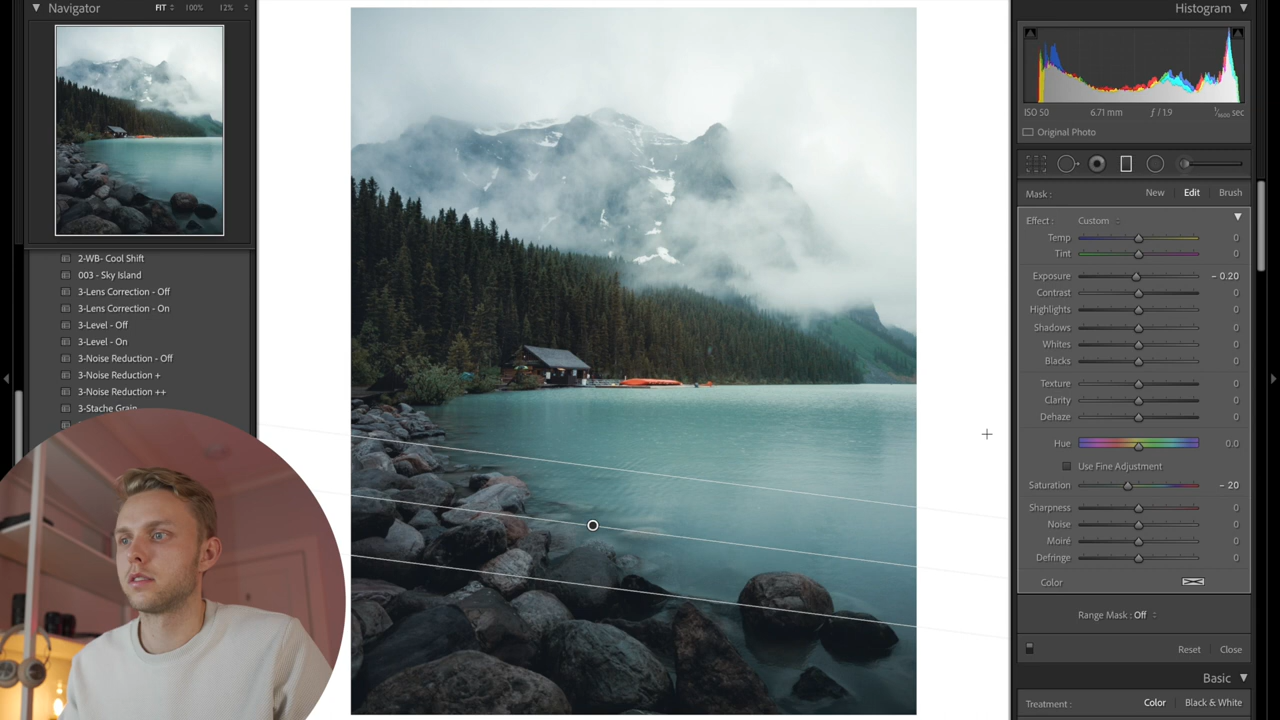 Navigator FIT 100% 12%
2-WB- Cool Shift
003 - Sky Island
3-Lens Correction - Off
3-Lens Correction - On
3-Level - Off
3-Level - On
3-Noise Reduction - Off
3-Noise Reduction +
3-Noise Reduction ++
3-Stache Grain
Histogram
ISO 50 6.71 mm ƒ / 1.9 sec
Original Photo
Mask : New Edit Brush
Effect : Custom
Temp 0
Tint 0
Exposure - 0.20
Contrast 0
Highlights 0
Shadows 0
Whites 0
Blacks 0
Texture 0
Clarity 0
Dehaze 0
Hue 0.0
Use Fine Adjustment
Saturation - 20
Sharpness 0
Noise 0
Moiré 0
Defringe 0
Color
Range Mask : Off
Reset Close
Basic
Treatment : Color Black & White